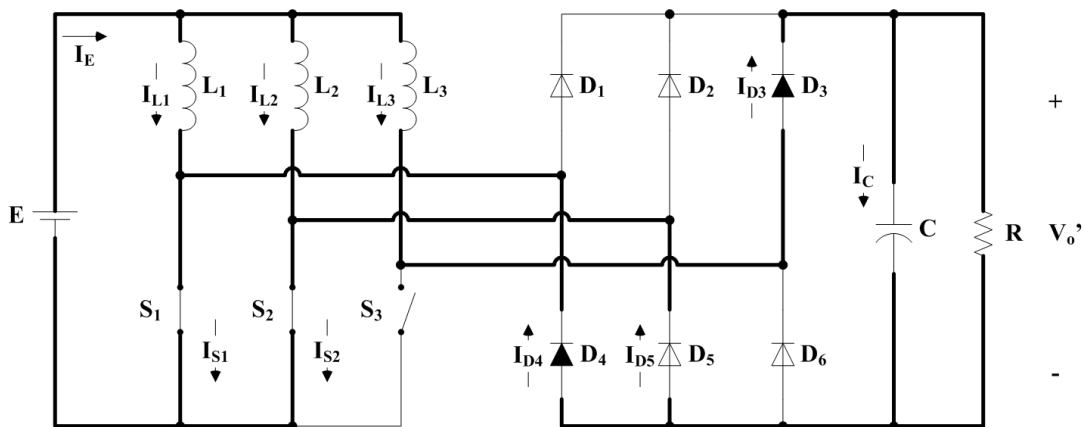 I_E
I_L1 L_1 I_L2 L_2 I_L3 L_3
D_1 D_2 I_D3 D_3
+
E
I_C
C R V_o’
S_1 S_2 S_3
I_S1 I_S2
I_D4 D_4 I_D5 D_5 D_6
-